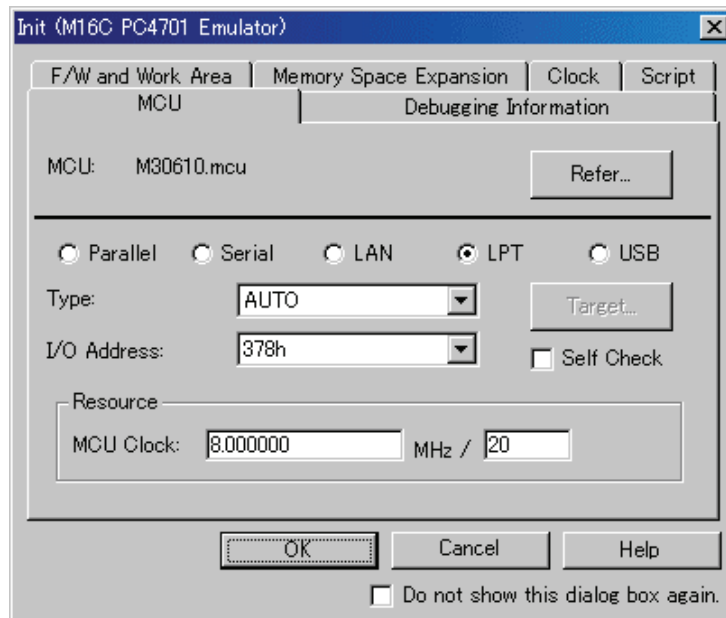 Init (M16C PC4701 Emulator)
F/W and Work Area Memory Space Expansion Clock Script
MCU Debugging Information
MCU: M30610.mcu Refer...
Parallel Serial LAN LPT USB
Type: AUTO Target...
I/O Address: 378h Self Check
Resource
MCU Clock: 8.000000 MHz / 20
OK Cancel Help
Do not show this dialog box again.